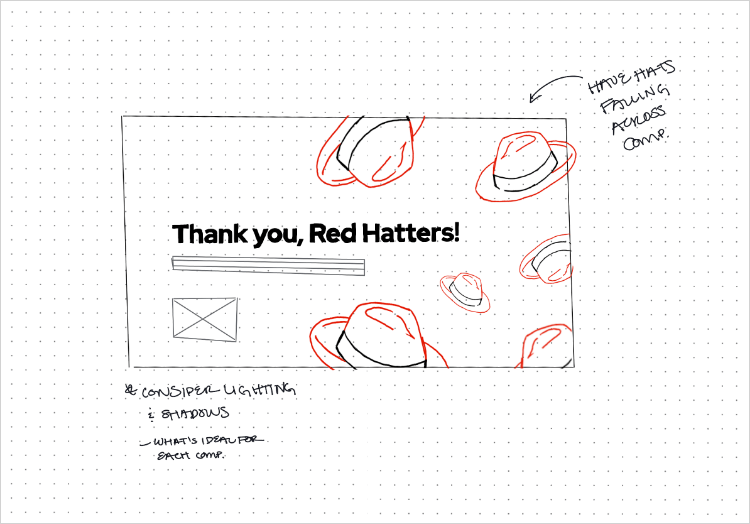 HAVE HATS
FALLING
ACROSS
COMP.
Thank you, Red Hatters!
* CONSIDER LIGHTING
& SHADOWS
– WHAT'S IDEAL FOR
EACH COMP.